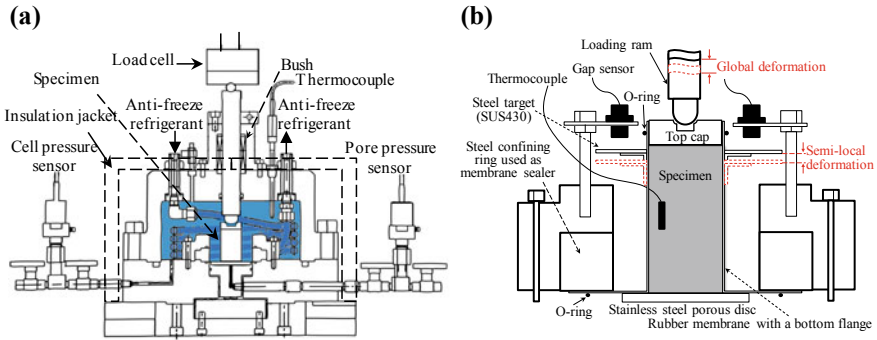 (a)
Load cell
Bush
Specimen
Thermocouple
Insulation jacket
Anti-freeze
refrigerant
Anti-freeze
refrigerant
Cell pressure
sensor
Pore pressure
sensor
(b)
Loading ram
Global deformation
Gap sensor
Thermocouple
O-ring
Steel target
(SUS430)
Top cap
Semi-local
deformation
Steel confining
ring used as
membrane sealer
Specimen
O-ring
Stainless steel porous disc
Rubber membrane with a bottom flange